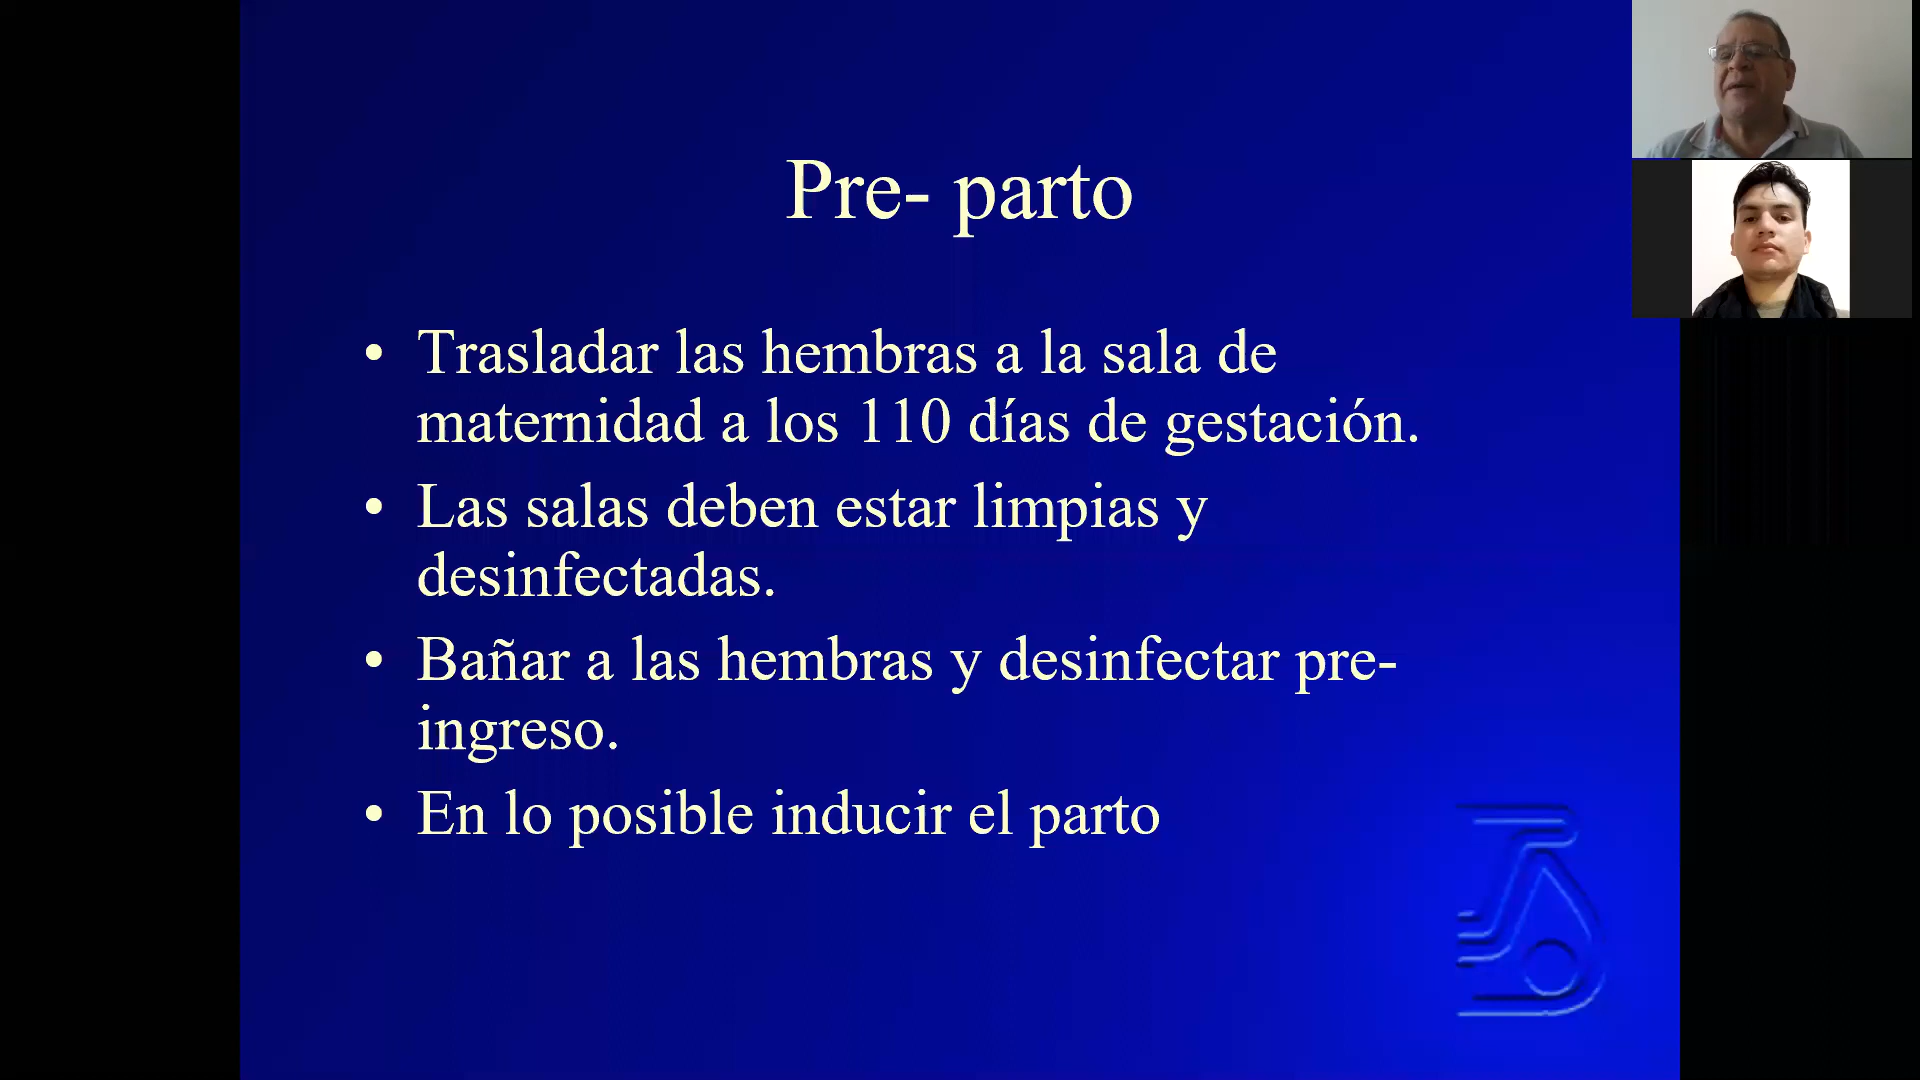 Pre- parto
• Trasladar las hembras a la sala de
maternidad a los 110 días de gestación.
• Las salas deben estar limpias y
desinfectadas.
• Bañar a las hembras y desinfectar pre-
ingreso.
• En lo posible inducir el parto